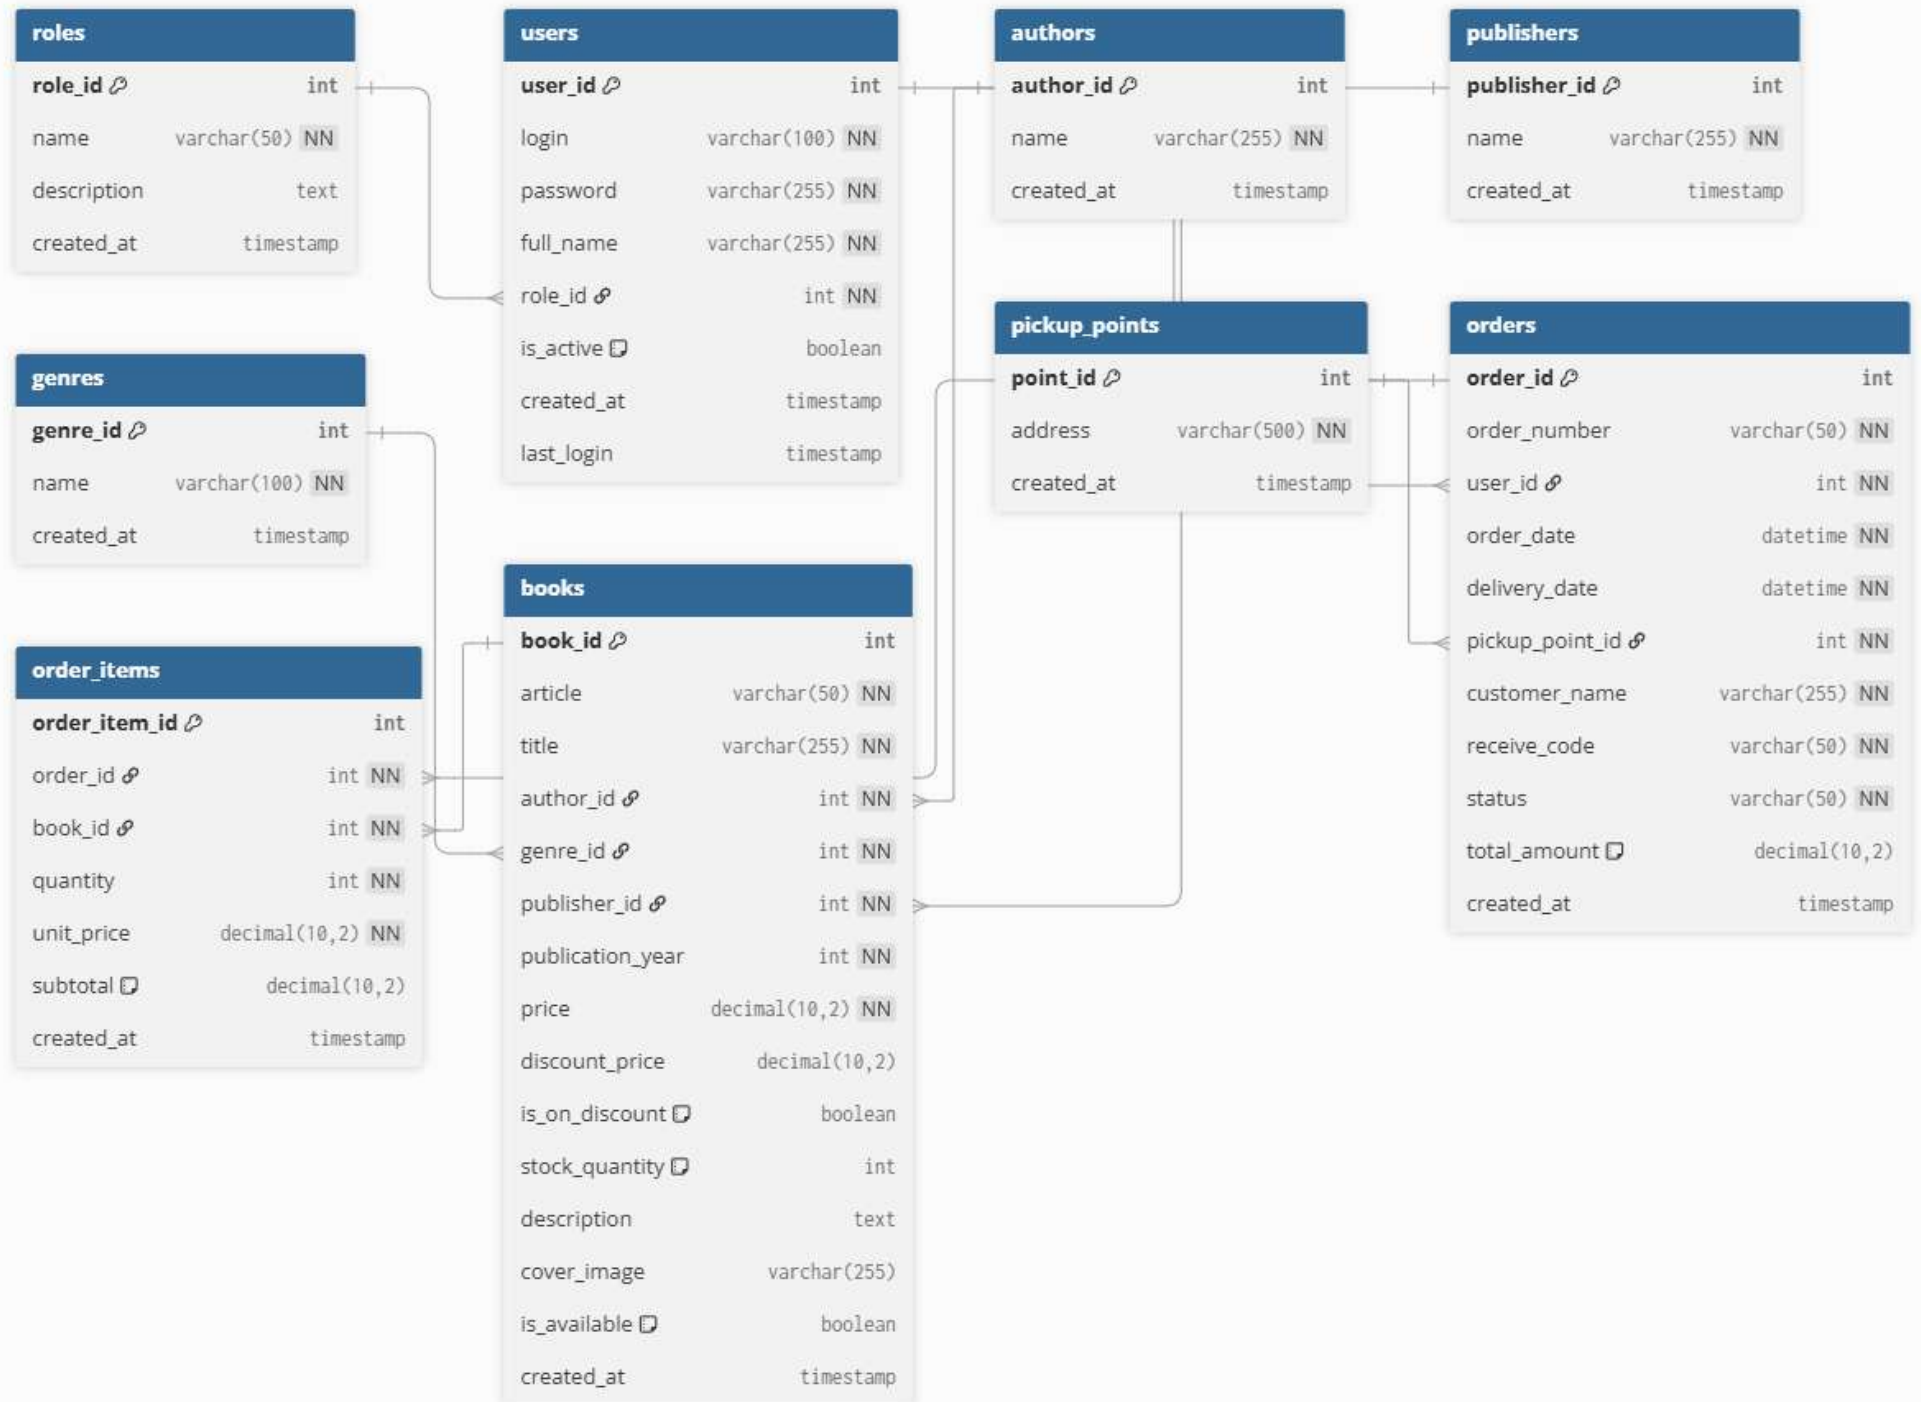 roles
role_id int
name varchar(50) NN
description text
created_at timestamp
users
user_id int
login varchar(100) NN
password varchar(255) NN
full_name varchar(255) NN
role_id int NN
is_active boolean
created_at timestamp
last_login timestamp
authors
author_id int
name varchar(255) NN
created_at timestamp
publishers
publisher_id int
name varchar(255) NN
created_at timestamp
genres
genre_id int
name varchar(100) NN
created_at timestamp
pickup_points
point_id int
address varchar(500) NN
created_at timestamp
orders
order_id int
order_number varchar(50) NN
user_id int NN
order_date datetime NN
delivery_date datetime NN
pickup_point_id int NN
customer_name varchar(255) NN
receive_code varchar(50) NN
status varchar(50) NN
total_amount decimal(10,2)
created_at timestamp
order_items
order_item_id int
order_id int NN
book_id int NN
quantity int NN
unit_price decimal(10,2) NN
subtotal decimal(10,2)
created_at timestamp
books
book_id int
article varchar(50) NN
title varchar(255) NN
author_id int NN
genre_id int NN
publisher_id int NN
publication_year int NN
price decimal(10,2) NN
discount_price decimal(10,2)
is_on_discount boolean
stock_quantity int
description text
cover_image varchar(255)
is_available boolean
created_at timestamp